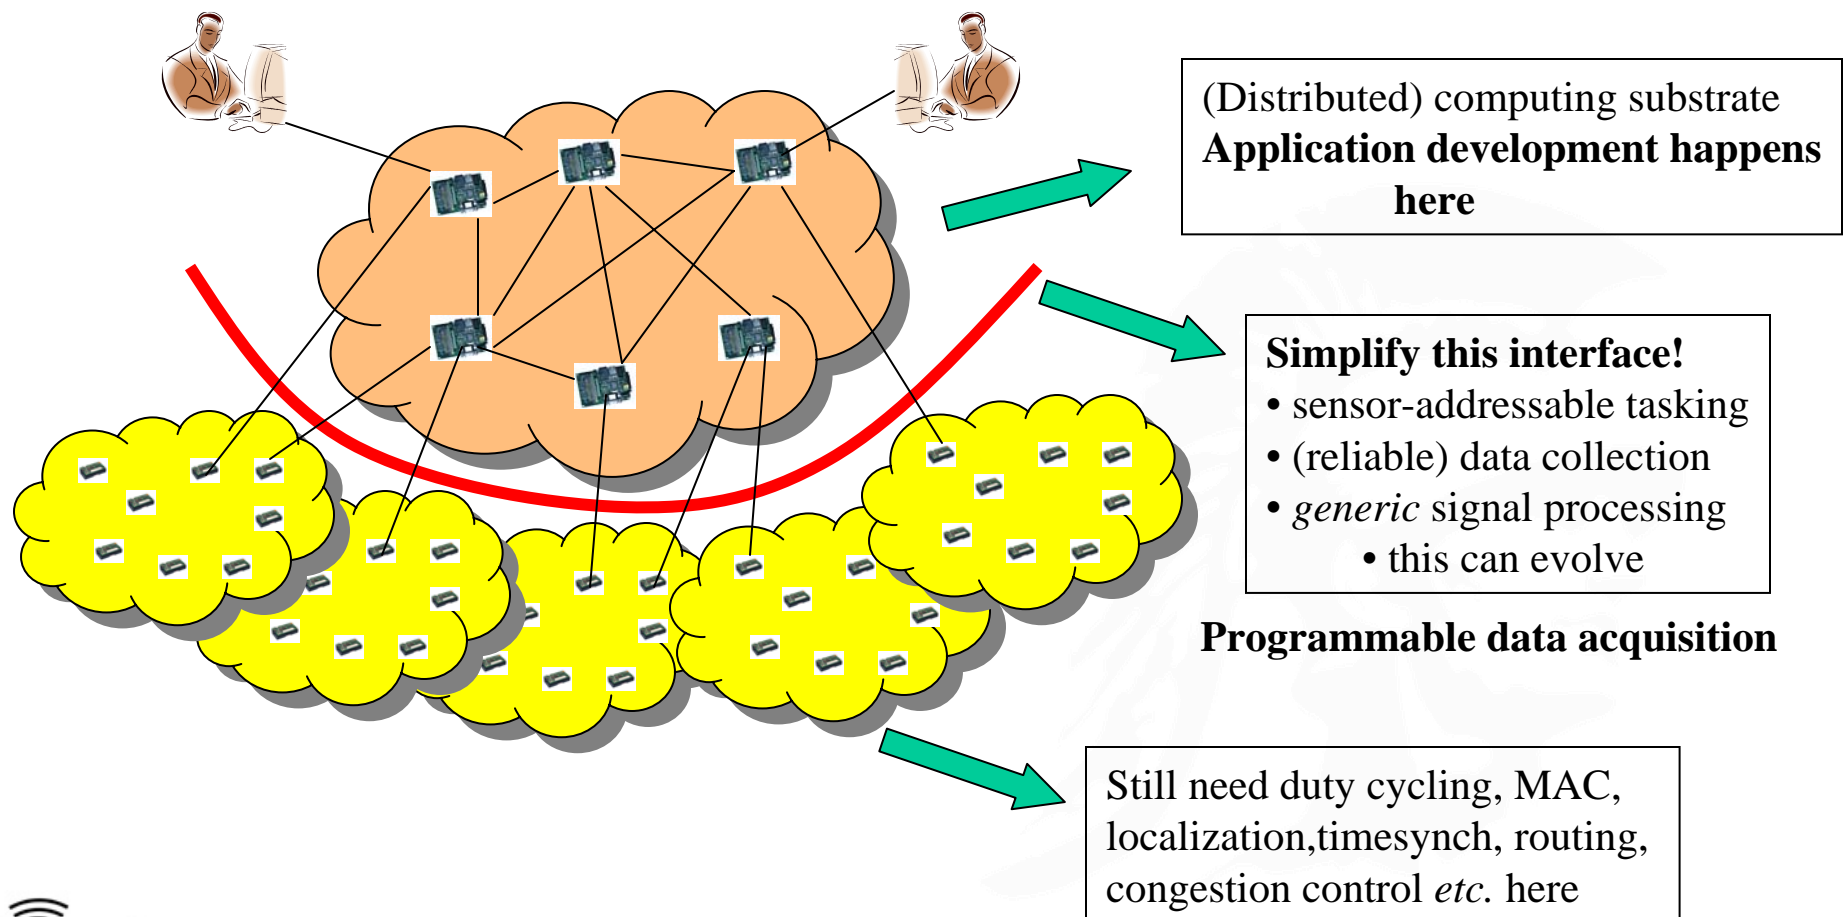 (Distributed) computing substrate
Application development happens
here
Simplify this interface!
• sensor-addressable tasking
• (reliable) data collection
• generic signal processing
• this can evolve
Programmable data acquisition
Still need duty cycling, MAC,
localization,timesynch, routing,
congestion control etc. here